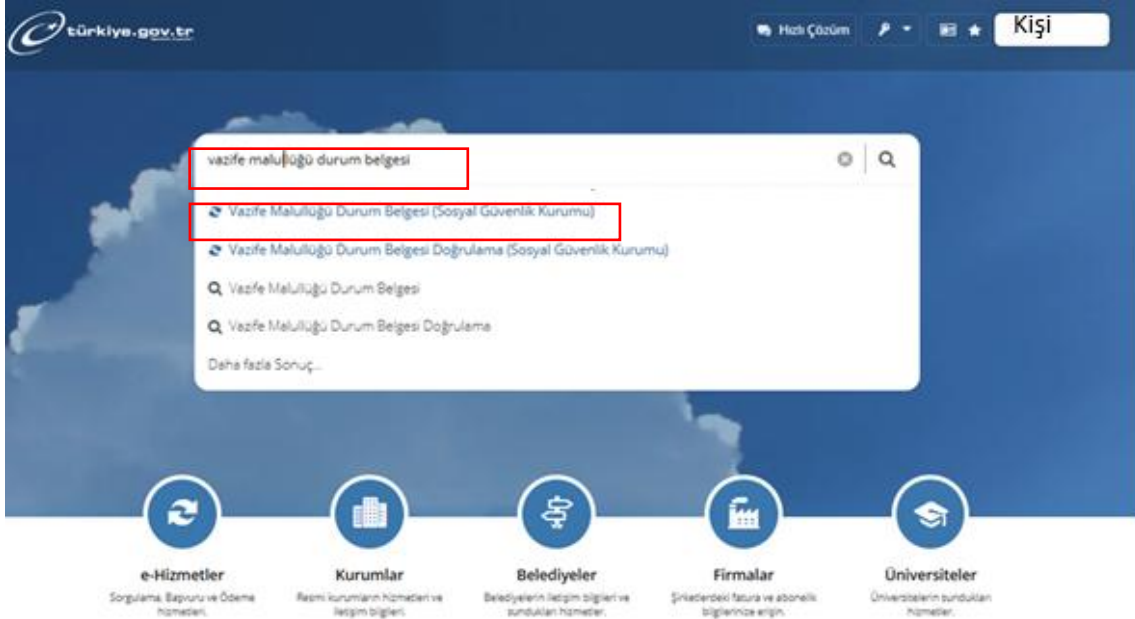 türkiye.gov.tr
Hızlı Çözüm
Kişi
vazife malullüğü durum belgesi
Vazife Malullüğü Durum Belgesi (Sosyal Güvenlik Kurumu)
Vazife Malullüğü Durum Belgesi Doğrulama (Sosyal Güvenlik Kurumu)
Vazife Malullüğü Durum Belgesi
Vazife Malullüğü Durum Belgesi Doğrulama
Daha fazla Sonuç...
e-Hizmetler
Sorgulama, Başvuru ve Ödeme
hizmetleri.
Kurumlar
Resmi kurumların hizmetleri ve
iletişim bilgileri.
Belediyeler
Belediyelerin iletişim bilgileri ve
sundukları hizmetler.
Firmalar
Şirketlerdeki fatura ve abonelik
bilgilerinize erişin.
Üniversiteler
Üniversitelerin sundukları
hizmetler.